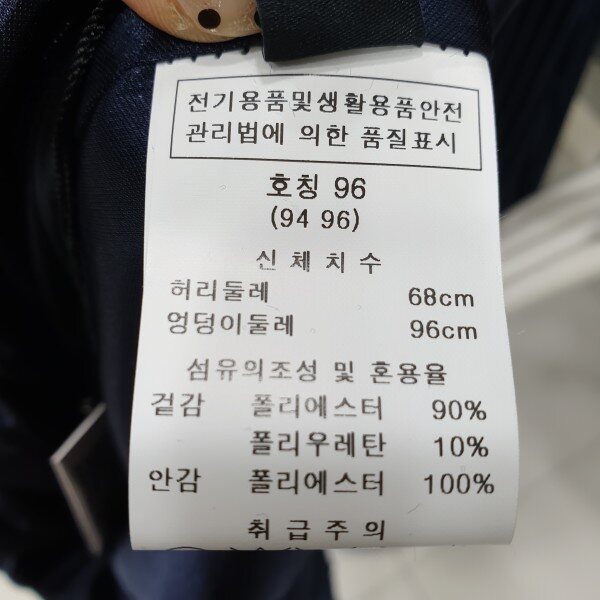 전기용품및생활용품안전
관리법에 의한 품질표시
호칭 96
(94 96)
신 체 치 수
허리둘레 68cm
엉덩이둘레 96cm
섬유의조성 및 혼용율
겉감 폴리에스터 90%
폴리우레탄 10%
안감 폴리에스터 100%
취 급 주 의